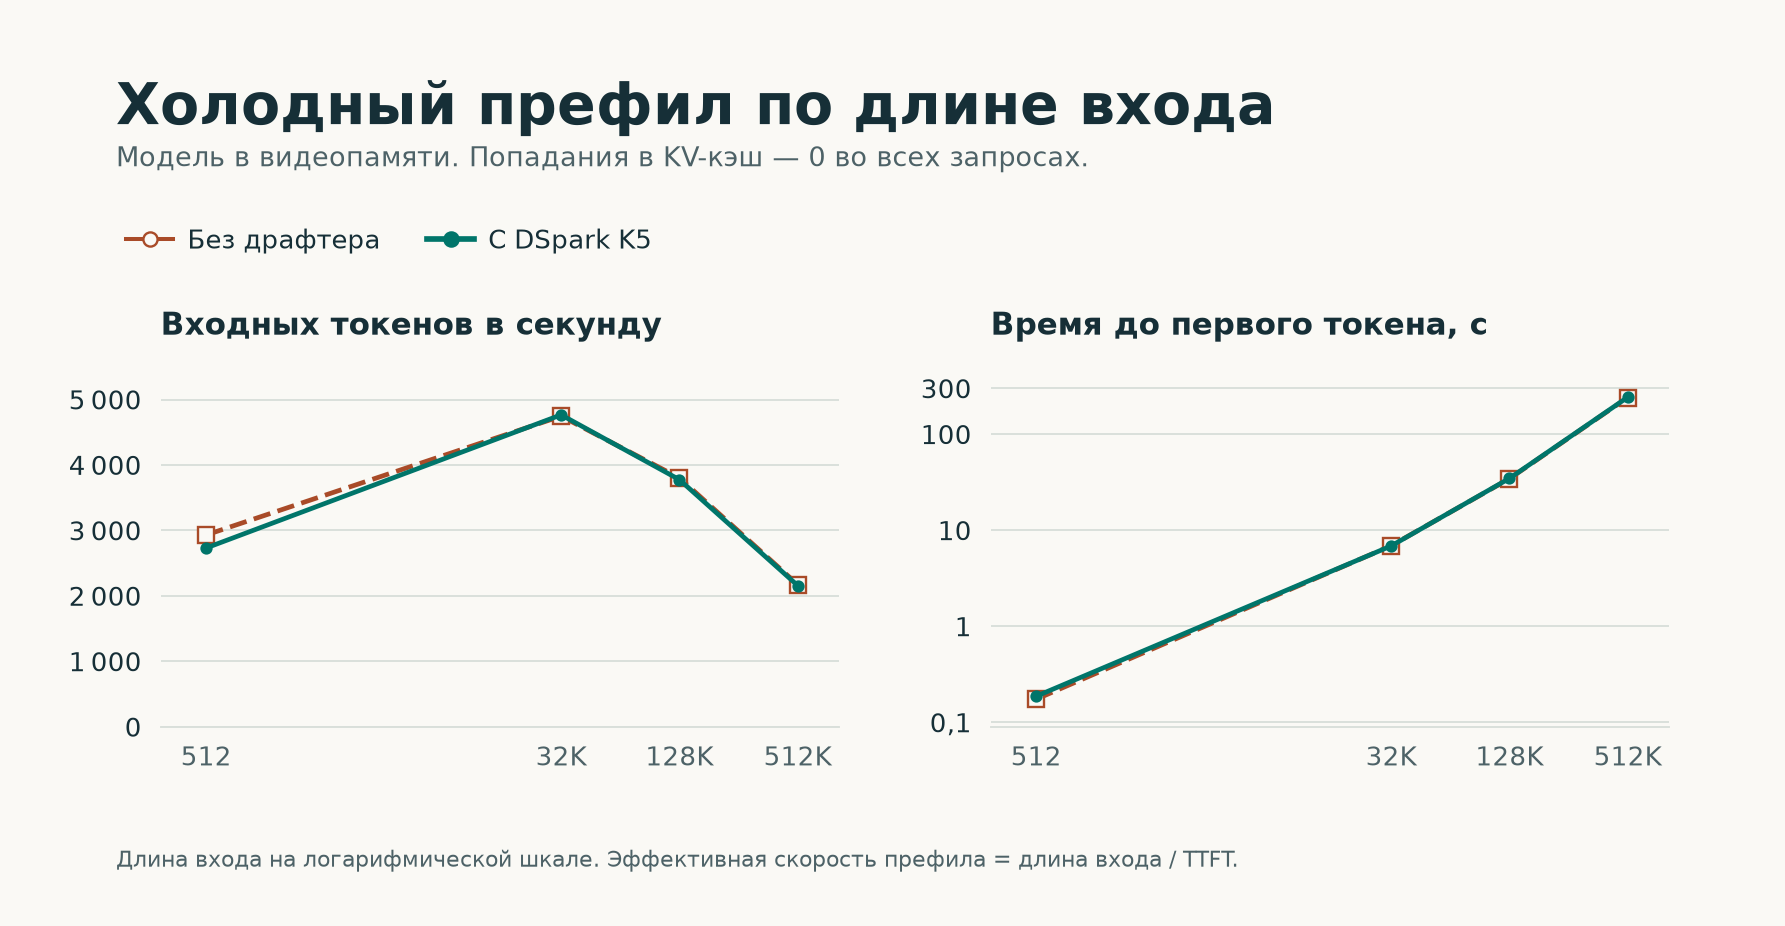 Холодный префил по длине входа
Модель в видеопамяти. Попадания в KV-кэш — 0 во всех запросах.
Без драфтера
С DSpark K5
Входных токенов в секунду
5 000
4 000
3 000
2 000
1 000
0
512
32K
128K
512K
Время до первого токена, с
300
100
10
1
0,1
512
32K
128K
512K
Длина входа на логарифмической шкале. Эффективная скорость префила = длина входа / TTFT.